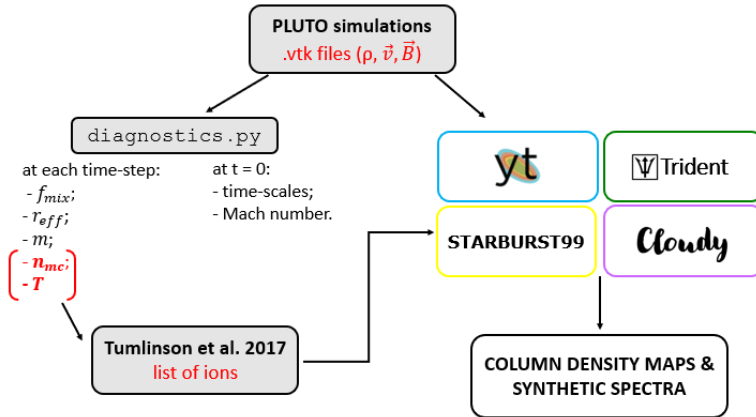 PLUTO simulations
.vtk files (ρ, v⃗, B⃗)
diagnostics.py
at each time-step:
- f_mix;
- r_eff;
- m;
- n_mc;
- T
at t = 0:
- time-scales;
- Mach number.
yt
Trident
STARBURST99
Cloudy
Tumlinson et al. 2017
list of ions
COLUMN DENSITY MAPS &
SYNTHETIC SPECTRA